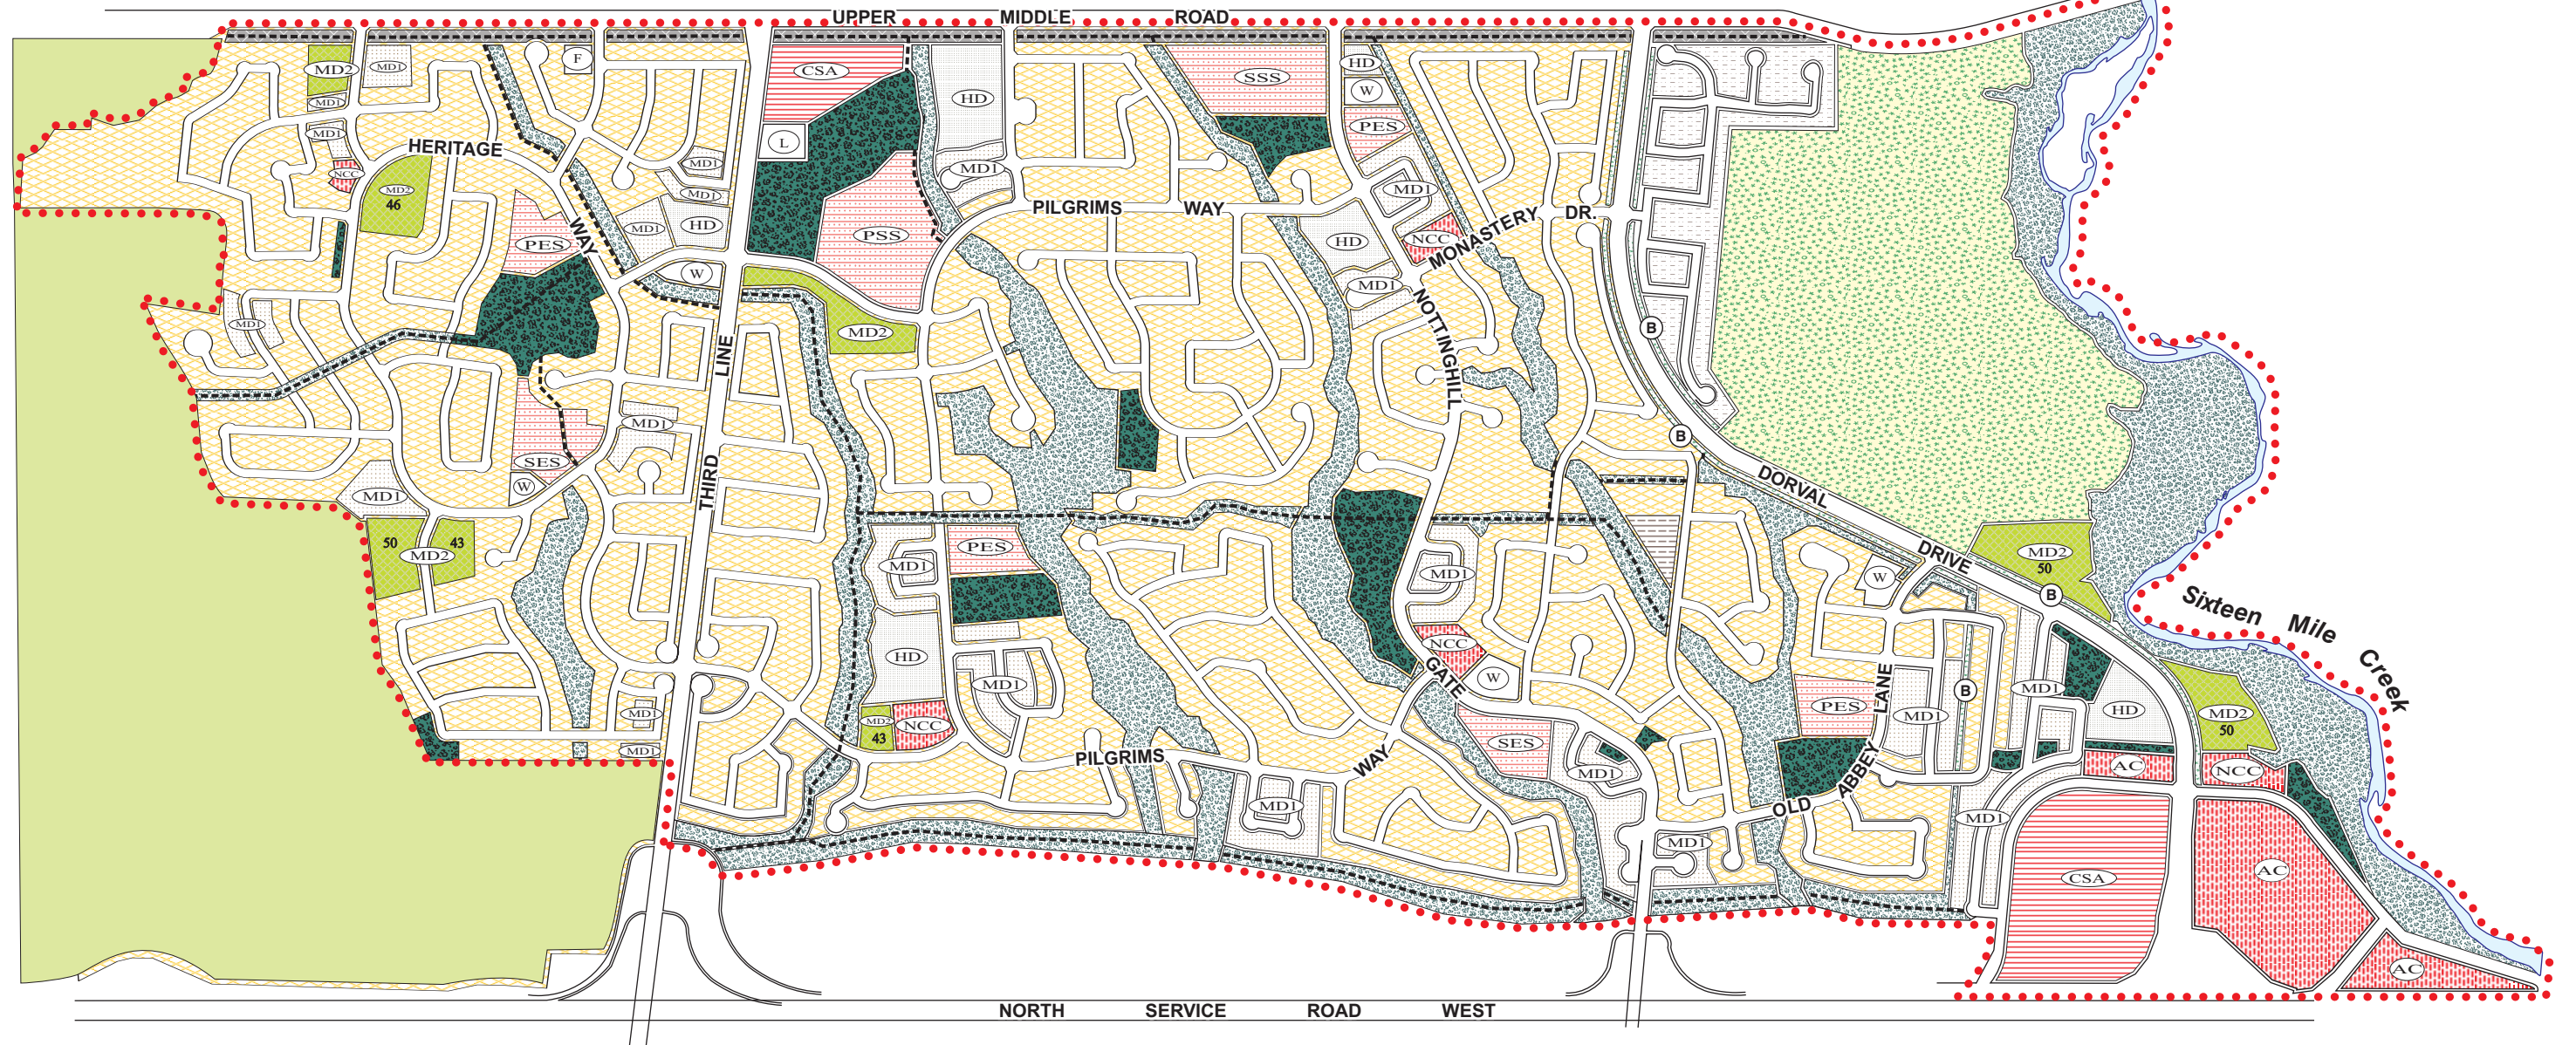 UPPER MIDDLE ROAD
MD2
MD1
F
CSA
HD
SSS
HD
W
MD1
MD1
PES
L
HERITAGE
NCC
MD2
46
MD1
MD1
MD1
MD1
HD
PES
WAY
PSS
PILGRIMS WAY
HD
NCC
MONASTERY DR.
W
MD1
MD1
MD2
NOTTINGHILL
B
THIRD LINE
MD1
SES
W
MD1
B
DORVAL DRIVE
50
MD2
43
PES
MD1
MD1
W
MD2
50
B
Sixteen Mile Creek
HD
MD1
NCC
W
GATE
MD1
MD2
43
NCC
SES
PES
LANE
MD1
B
MD1
HD
MD2
50
MD1
PILGRIMS WAY
MD1
MD1
OLD ABBEY
AC
NCC
MD1
MD1
CSA
AC
AC
NORTH SERVICE ROAD WEST